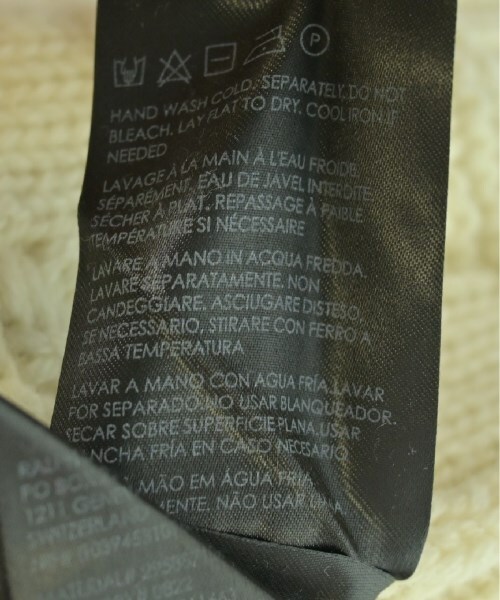 P
HAND WASH COLD. SEPARATELY. DO NOT
BLEACH. LAY FLAT TO DRY. COOL IRON IF
NEEDED
LAVAGE À LA MAIN À L'EAU FROIDE.
SÉPARÉMENT. EAU DE JAVEL INTERDITE.
SÉCHER À PLAT. REPASSAGE À FAIBLE
TEMPÉRATURE SI NÉCESSAIRE
LAVARE A MANO IN ACQUA FREDDA.
LAVARE SEPARATAMENTE. NON
CANDEGGIARE. ASCIUGARE DISTESO.
SE NECESSARIO, STIRARE CON FERRO A
BASSA TEMPERATURA
LAVAR A MANO CON AGUA FRÍA. LAVAR
POR SEPARADO. NO USAR BLANQUEADOR.
SECAR SOBRE SUPERFICIE PLANA. USAR
PLANCHA FRÍA EN CASO NECESARIO
MÃO EM ÁGUA FRIA.
NÃO USAR
PO
1211